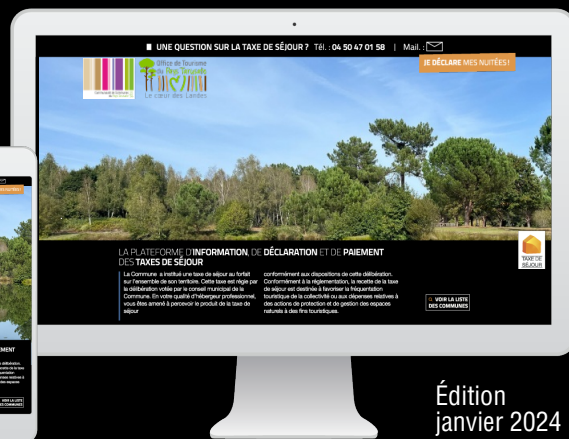 UNE QUESTION SUR LA TAXE DE SÉJOUR ? Tél. : 04 50 47 01 58 | Mail. :
JE DÉCLARE MES NUITÉES !
Office de Tourisme
Le cœur des Landes
LA PLATEFORME D'INFORMATION, DE DÉCLARATION ET DE PAIEMENT
DES TAXES DE SÉJOUR
La Commune a institué une taxe de séjour au forfait
sur l'ensemble de son territoire. Cette taxe est régie par
la délibération votée par le conseil municipal de la
Commune. En votre qualité d'hébergeur professionnel,
vous êtes amené à percevoir le produit de la taxe de
séjour
conformément aux dispositions de cette délibération.
Conformément à la réglementation, la recette de la taxe
de séjour est destinée à favoriser la fréquentation
touristique de la collectivité ou aux dépenses relatives à
des actions de protection et de gestion des espaces
naturels à des fins touristiques.
TAXE DE
SÉJOUR
VOIR LA LISTE
DES COMMUNES
VOIR LA LISTE
DES COMMUNES
Édition
janvier 2024